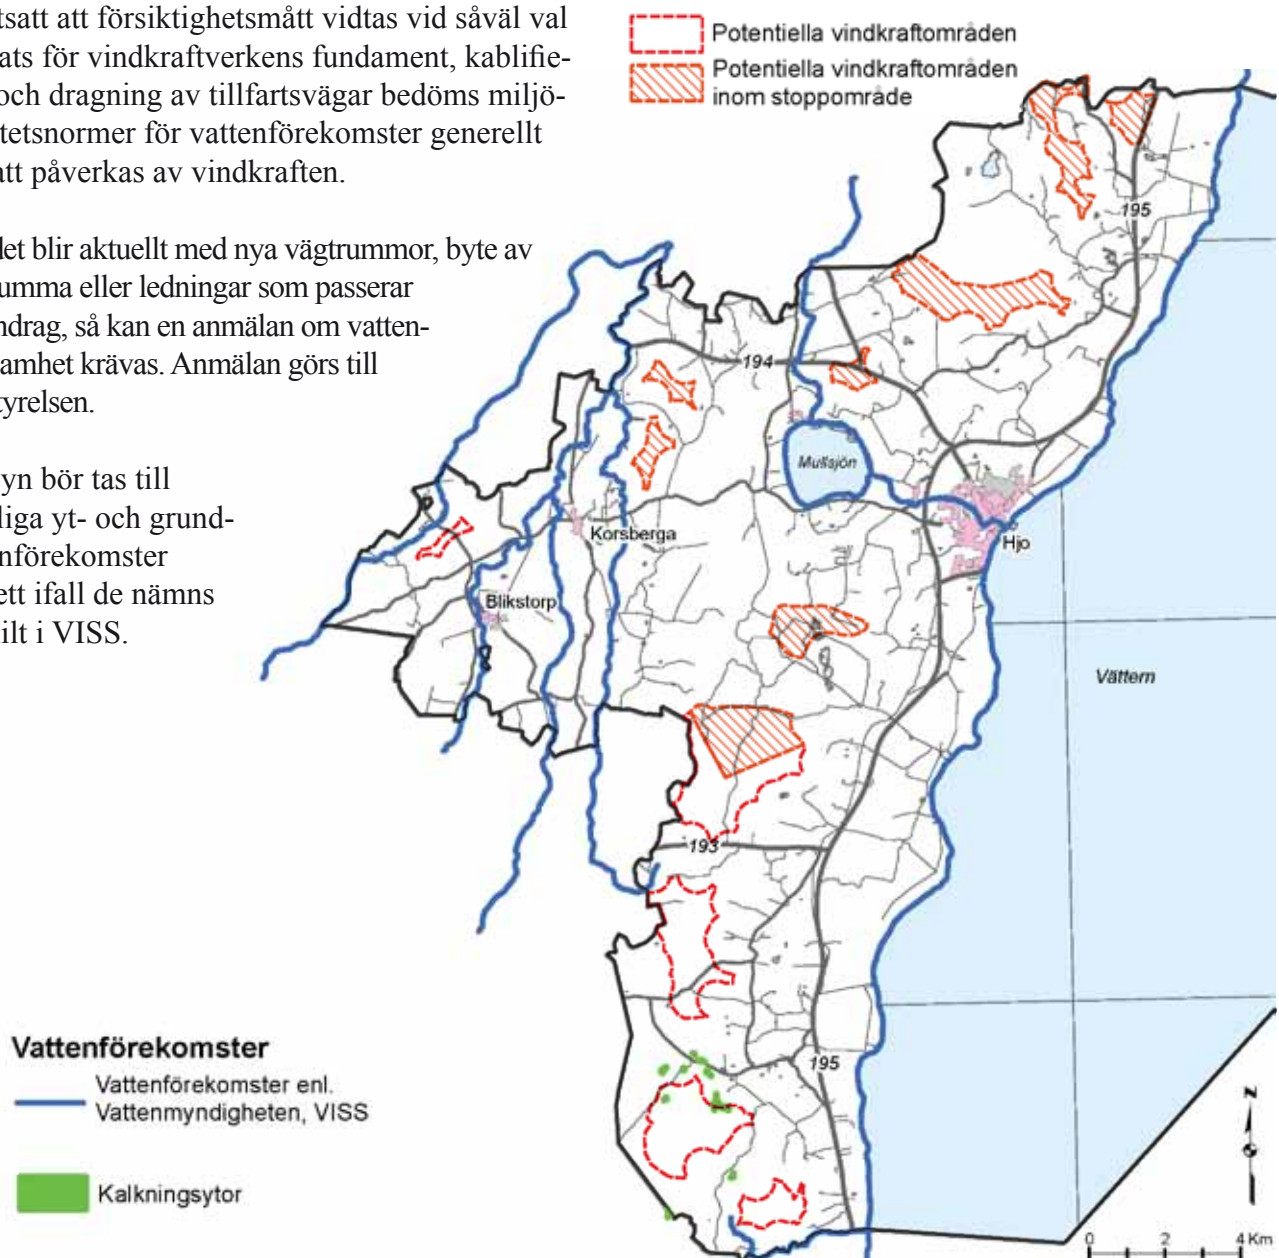 tsatt att försiktighetsmått vidtas vid såväl val
ats för vindkraftverkens fundament, kablifie-
och dragning av tillfartsvägar bedöms miljö-
tetsnormer för vattenförekomster generellt
att påverkas av vindkraften.
det blir aktuellt med nya vägtrummor, byte av
umma eller ledningar som passerar
ndrag, så kan en anmälan om vatten-
samhet krävas. Anmälan görs till
tyrelsen.
yn bör tas till
liga yt- och grund-
nförekomster
ett ifall de nämns
ilt i VISS.
Potentiella vindkraftområden
Potentiella vindkraftområden
inom stoppområde
195
194
Mullsjön
Korsberga
Hjo
Blikstorp
Vättern
193
195
Vattenförekomster
Vattenförekomster enl.
Vattenmyndigheten, VISS
Kalkningsytor
N
0 2 4 Km